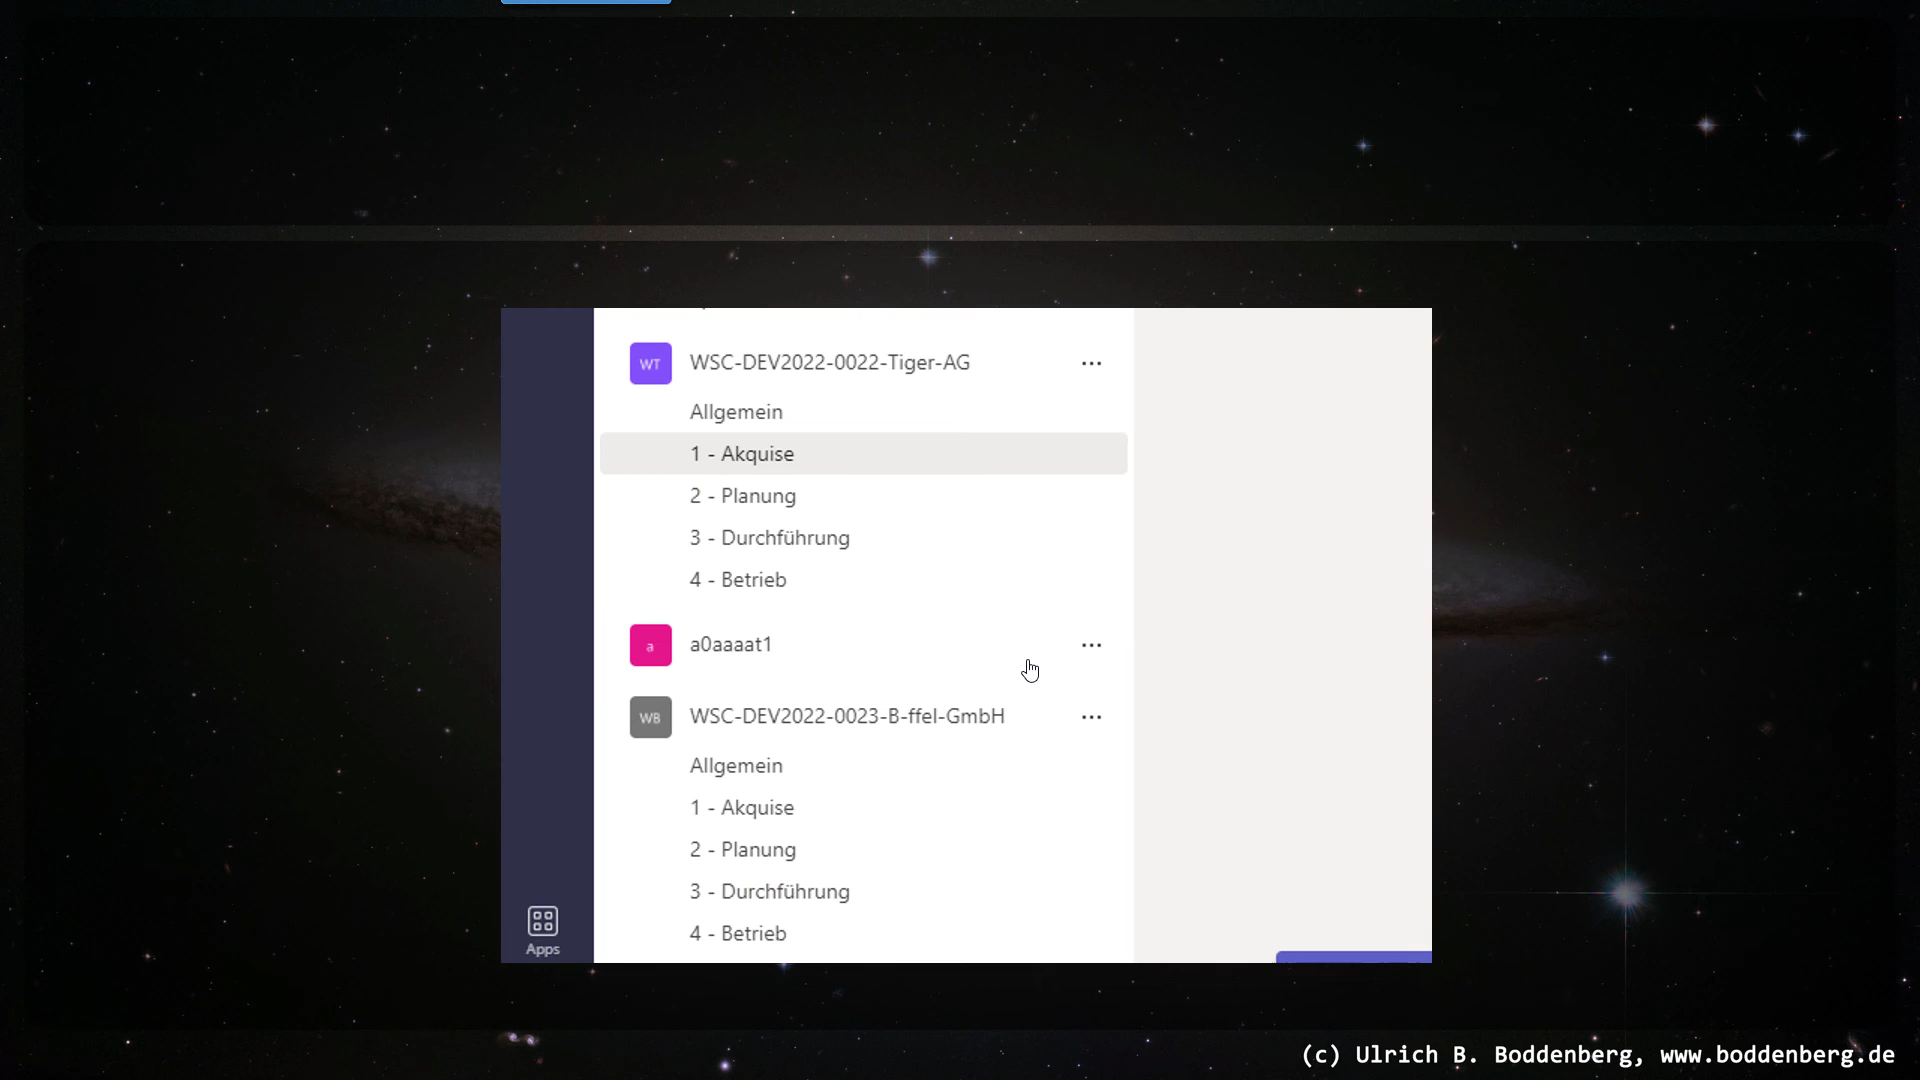 WT WSC-DEV2022-0022-Tiger-AG ...
Allgemein
1 - Akquise
2 - Planung
3 - Durchführung
4 - Betrieb
a a0aaaat1 ...
WB WSC-DEV2022-0023-B-ffel-GmbH ...
Allgemein
1 - Akquise
2 - Planung
3 - Durchführung
4 - Betrieb
Apps
(c) Ulrich B. Boddenberg, www.boddenberg.de